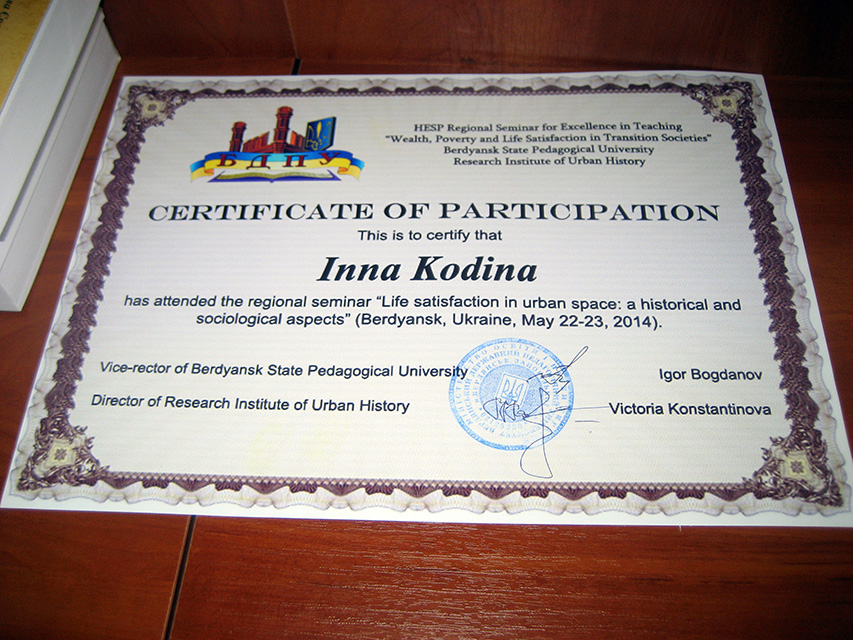 БДПУ
HESP Regional Seminar for Excellence in Teaching
"Wealth, Poverty and Life Satisfaction in Transition Societies"
Berdyansk State Pedagogical University
Research Institute of Urban History
CERTIFICATE OF PARTICIPATION
This is to certify that
Inna Kodina
has attended the regional seminar "Life satisfaction in urban space: a historical and
sociological aspects" (Berdyansk, Ukraine, May 22-23, 2014).
Vice-rector of Berdyansk State Pedagogical University
Igor Bogdanov
Director of Research Institute of Urban History
Victoria Konstantinova